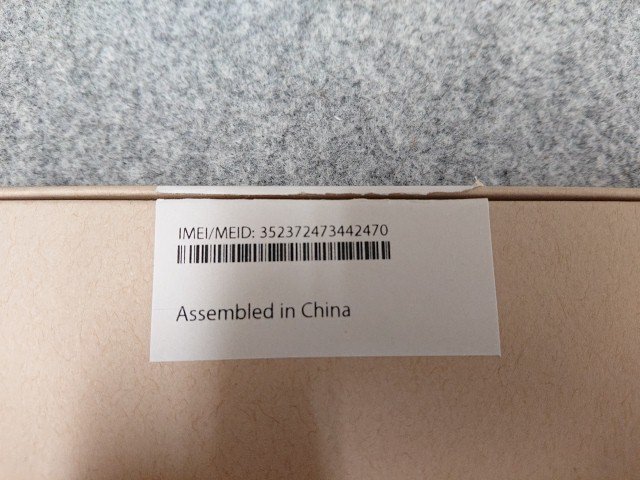 IMEI/MEID: 352372473442470
Assembled in China